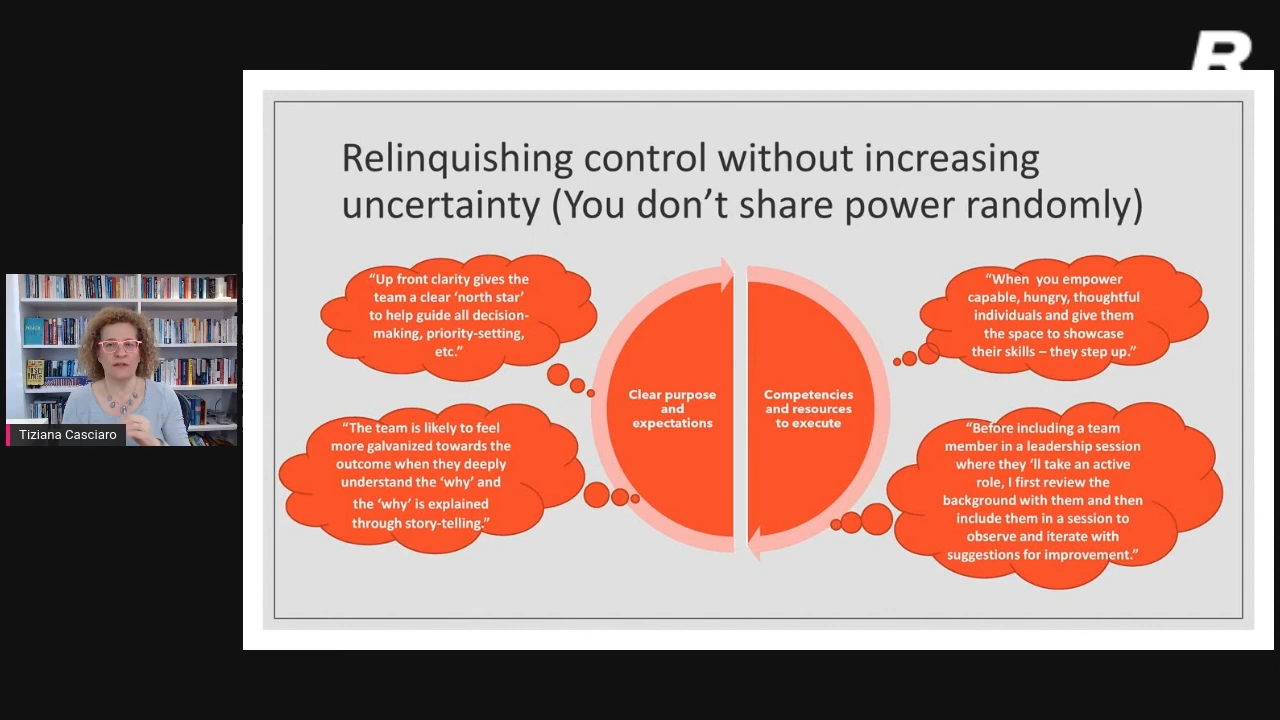 R
Relinquishing control without increasing
uncertainty (You don’t share power randomly)
“Up front clarity gives the
team a clear ‘north star’
to help guide all decision-
making, priority-setting,
etc.”
“The team is likely to feel
more galvanized towards the
outcome when they deeply
understand the ‘why’ and
the ‘why’ is explained
through story-telling.”
Clear purpose
and
expectations
Competencies
and resources
to execute
“When  you empower
capable, hungry, thoughtful
individuals and give them
the space to showcase
their skills – they step up.”
“Before including a team
member in a leadership session
where they ‘ll take an active
role, I first review the
background with them and then
include them in a session to
observe and iterate with
suggestions for improvement.”
Tiziana Casciaro